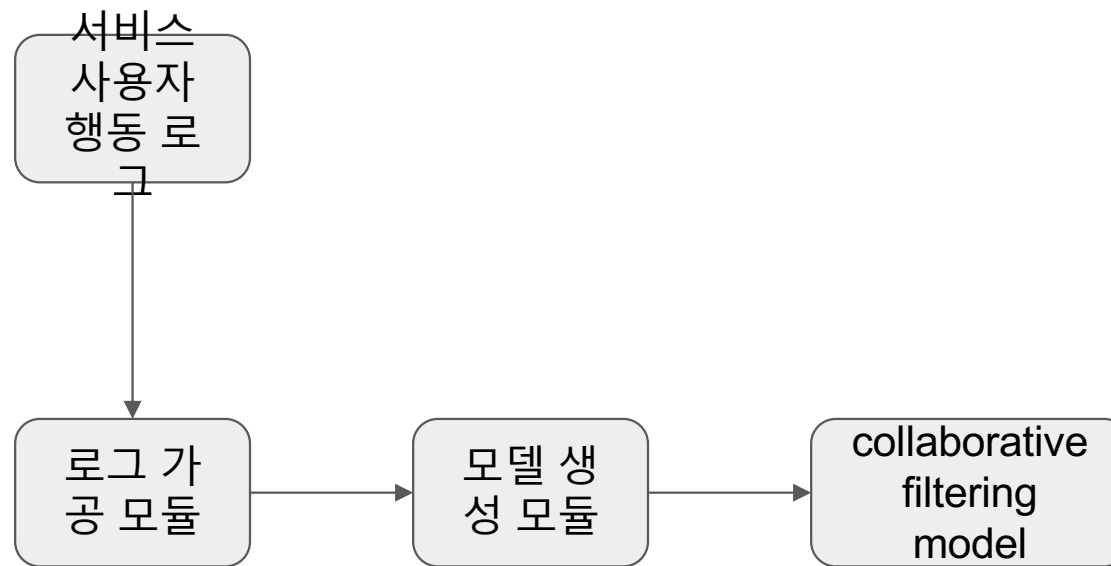 서비스
사용자
행동 로
그
로그 가
공 모듈
모델 생
성 모듈
collaborative
filtering
model